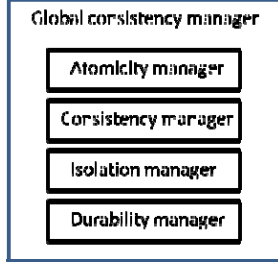 Global consistency manager
Atomicity manager
Consistency manager
Isolation manager
Durability manager